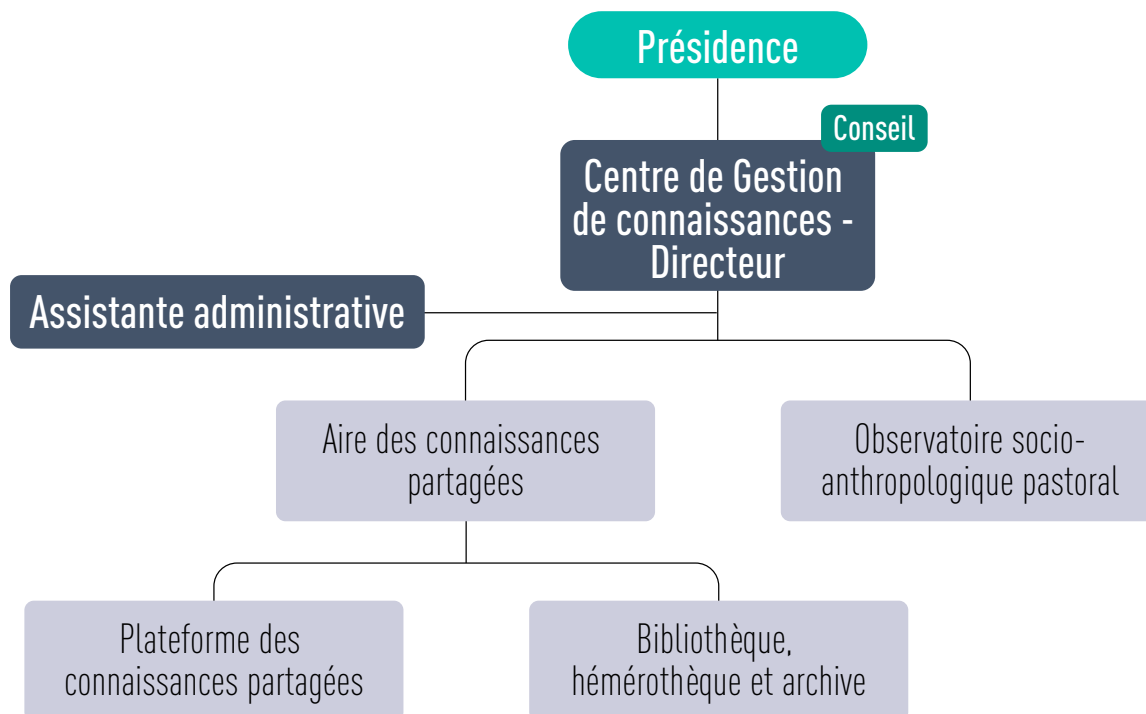 Présidence
Conseil
Centre de Gestion
de connaissances -
Directeur
Assistante administrative
Aire des connaissances
partagées
Observatoire socio-
anthropologique pastoral
Plateforme des
connaissances partagées
Bibliothèque,
hémérothèque et archive